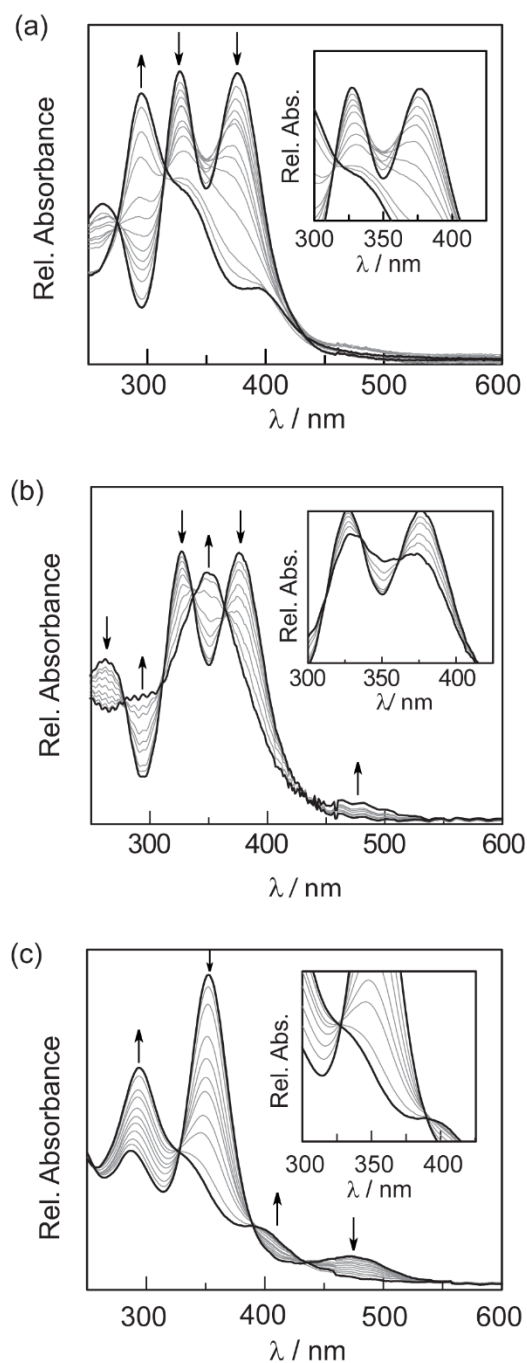 (a)
Rel. Absorbance
Rel. Abs.
300 350 400
λ / nm
300 400 500 600
λ / nm
(b)
Rel. Absorbance
Rel. Abs.
300 350 400
λ/ nm
300 400 500 600
λ / nm
(c)
Rel. Absorbance
Rel. Abs.
300 350 400
λ / nm
300 400 500 600
λ / nm